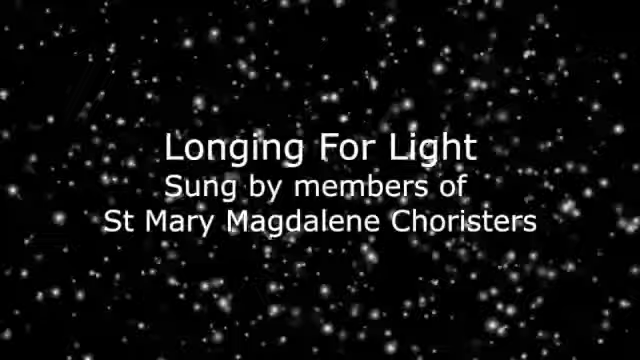 Longing For Light
Sung by members of
St Mary Magdalene Choristers